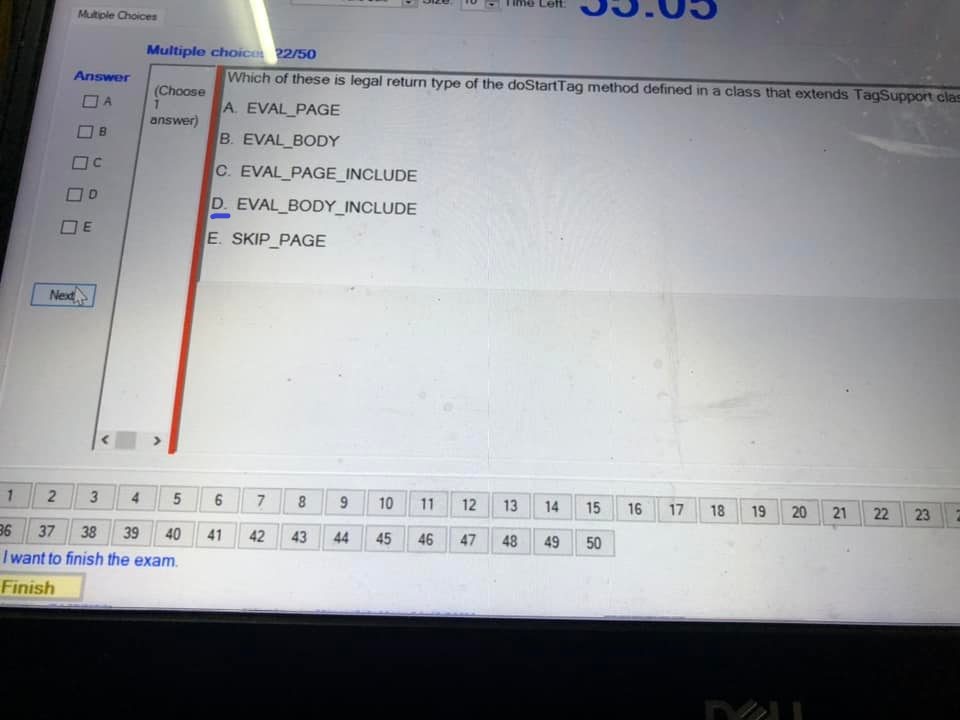 Size:
Time Left:
Multiple Choices
Multiple choices 22/50
Answer
A
B
C
D
E
(Choose
1
answer)
Which of these is legal return type of the doStartTag method defined in a class that extends TagSupport clas
A. EVAL_PAGE
B. EVAL_BODY
C. EVAL_PAGE_INCLUDE
D. EVAL_BODY_INCLUDE
E. SKIP_PAGE
Next
1 2 3 4 5 6 7 8 9 10 11 12 13 14 15 16 17 18 19 20 21 22 23
36 37 38 39 40 41 42 43 44 45 46 47 48 49 50
I want to finish the exam.
Finish
DELL